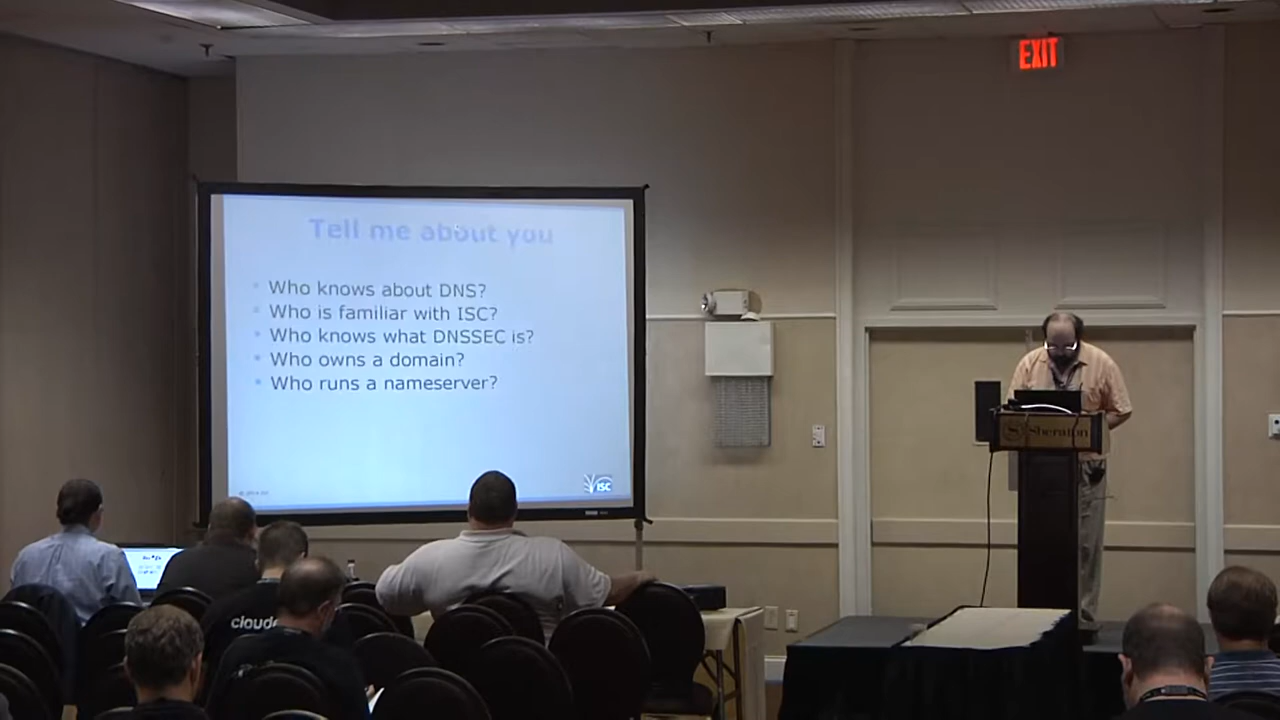 EXIT
Tell me about you
Who knows about DNS?
Who is familiar with ISC?
Who knows what DNSSEC is?
Who owns a domain?
Who runs a nameserver?
ISC
Sheraton